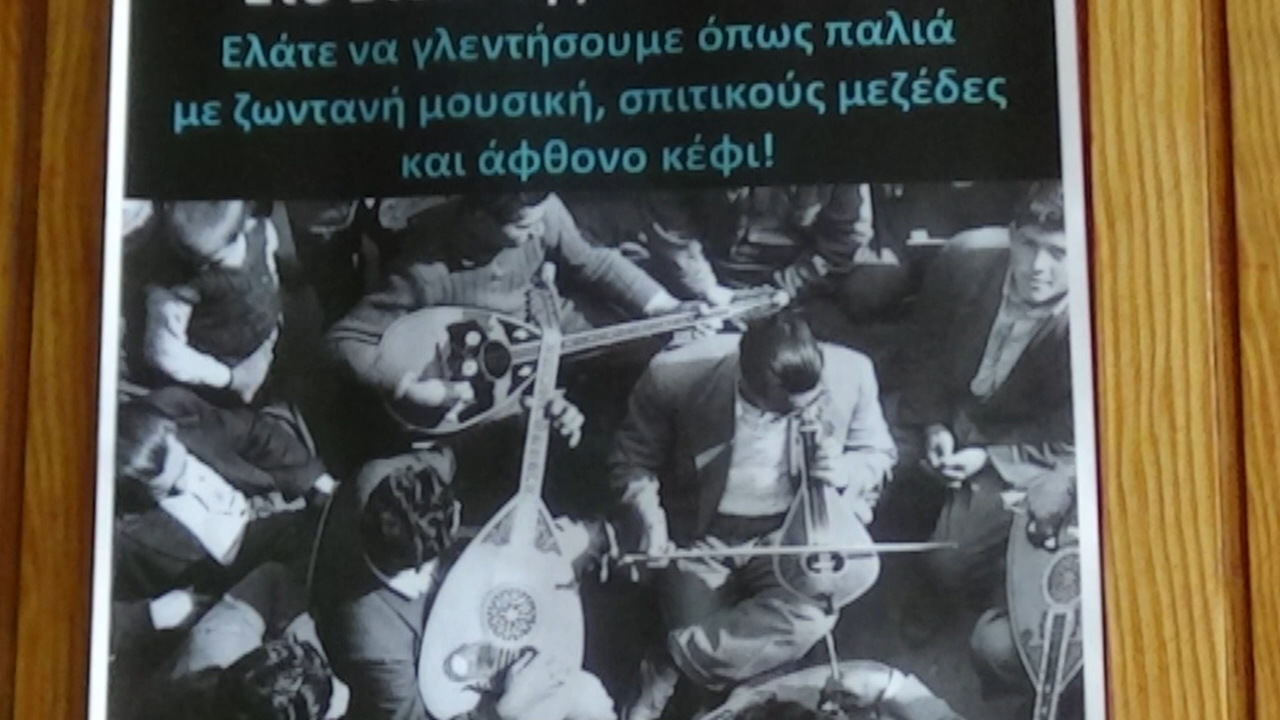 Ελάτε να γλεντήσουμε όπως παλιά
με ζωντανή μουσική, σπιτικούς μεζέδες
και άφθονο κέφι!